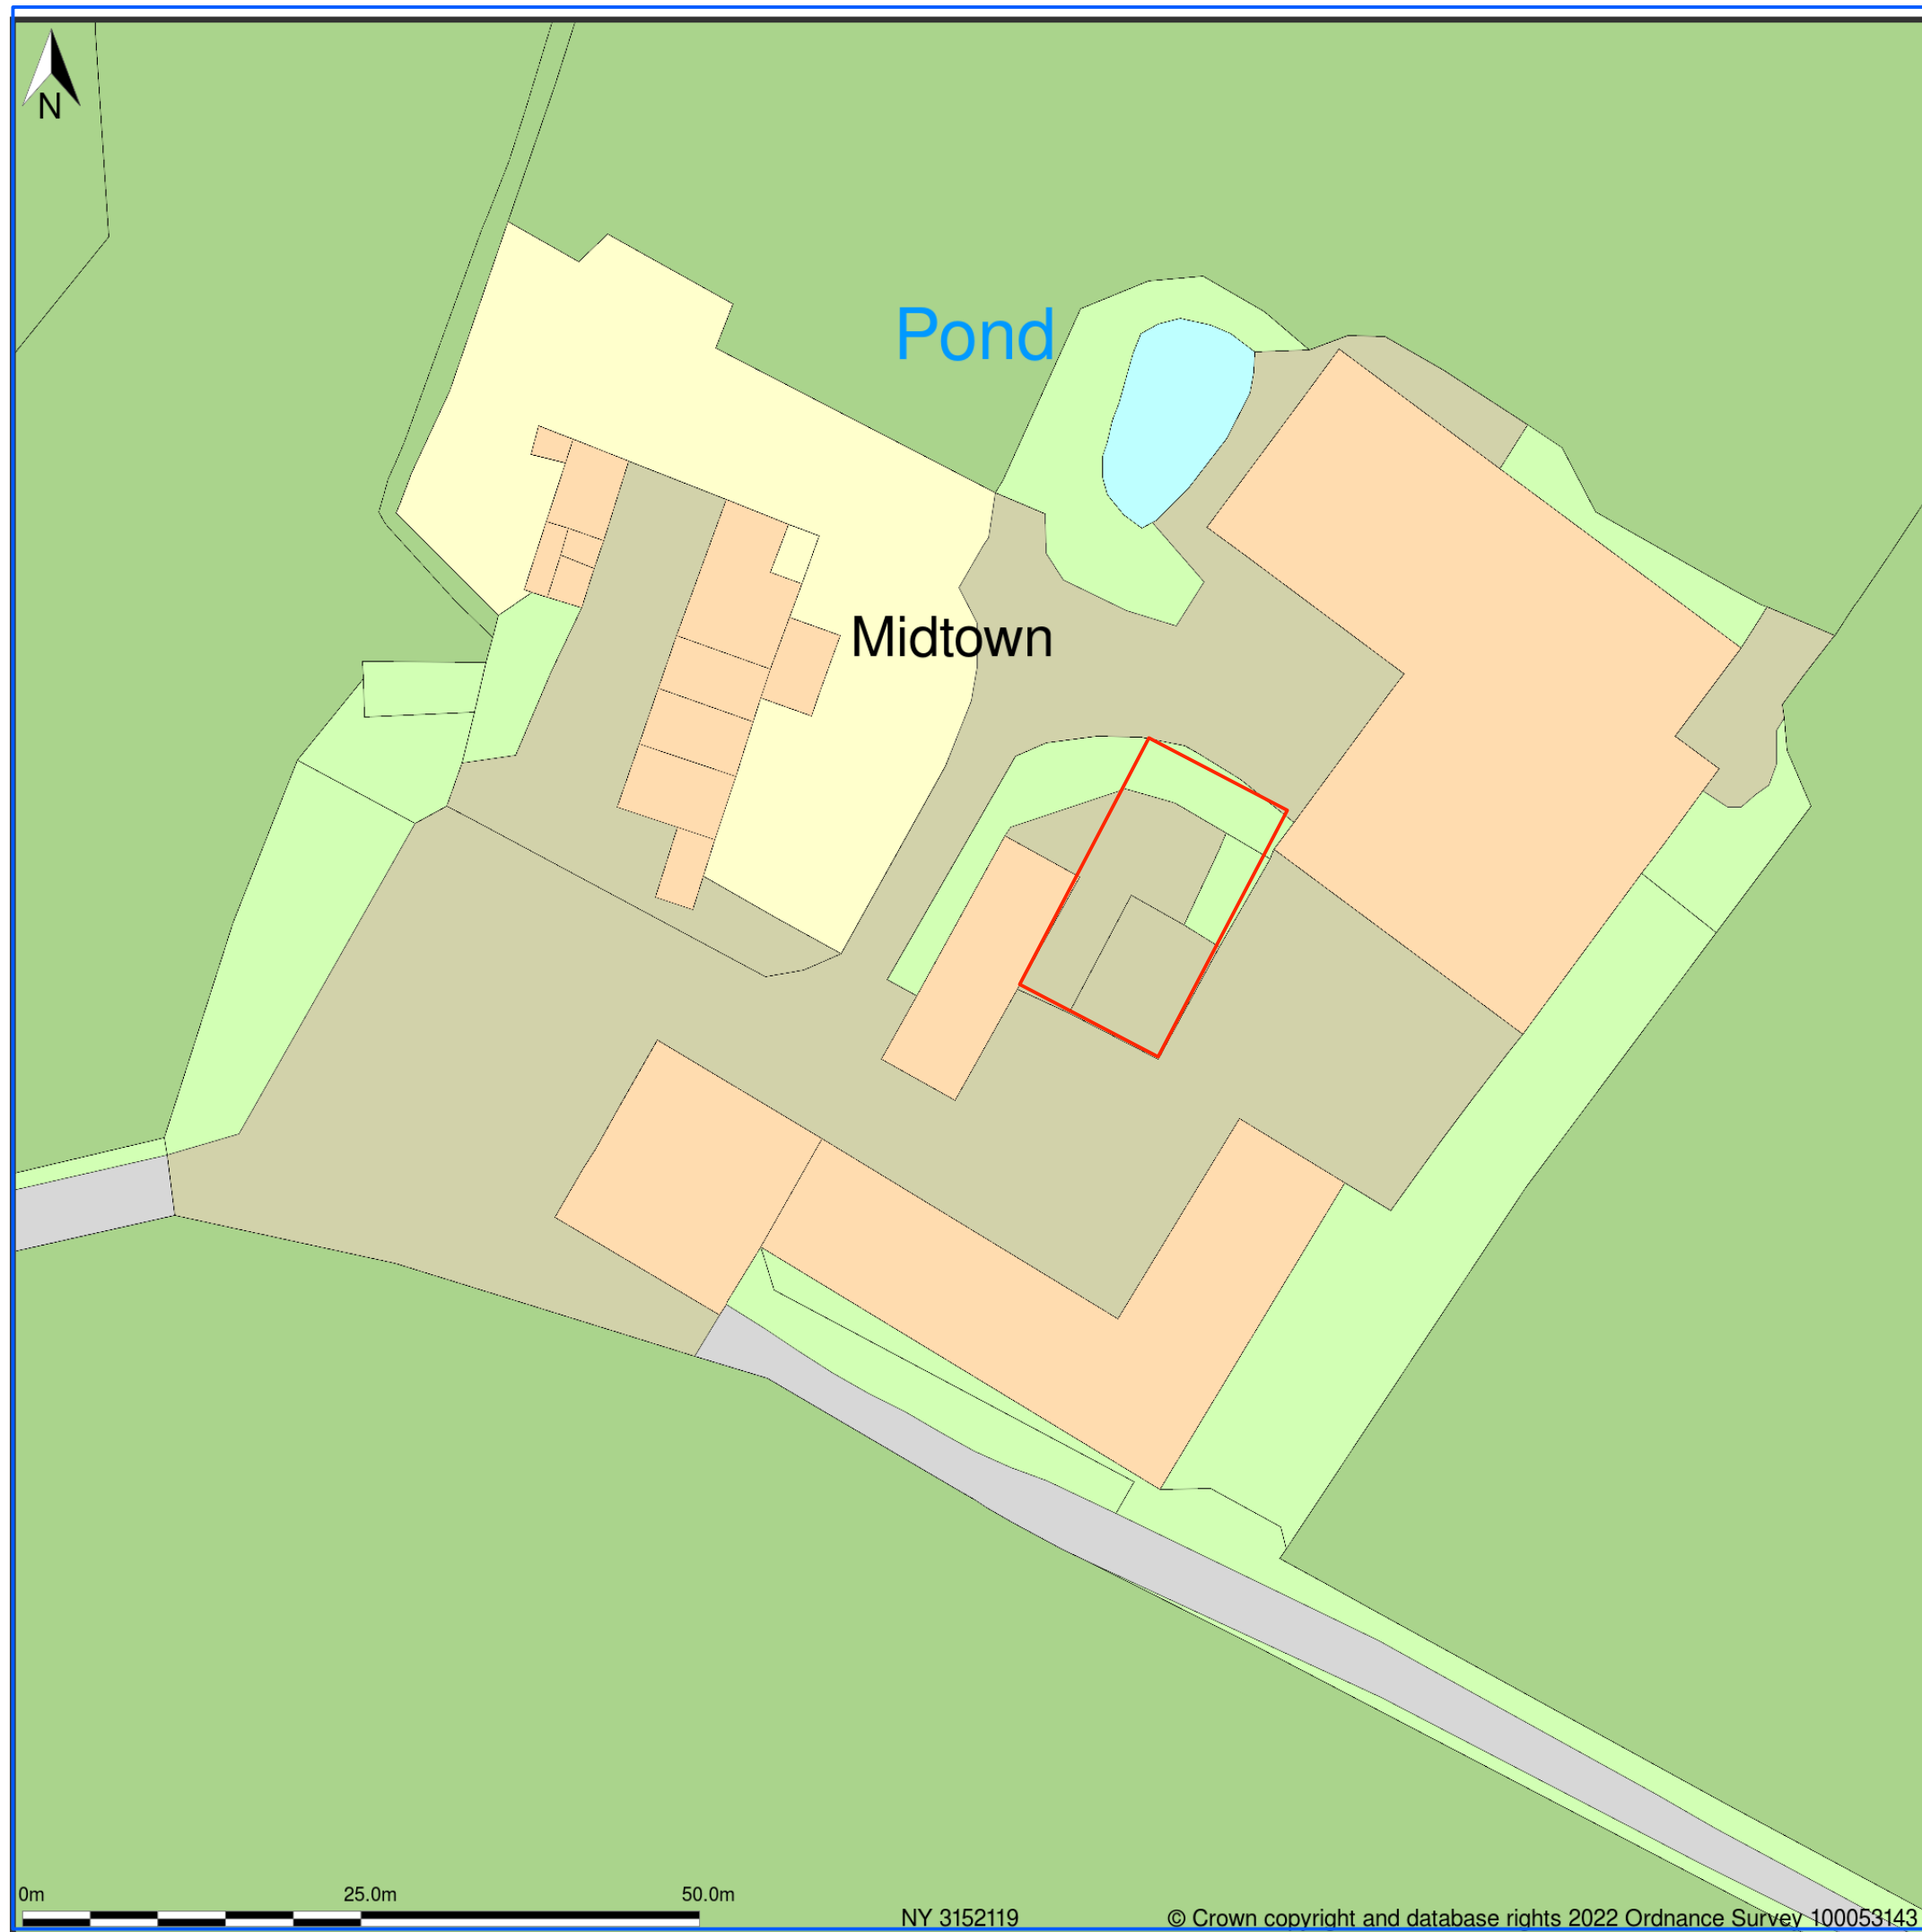 N
Pond
Midtown
0m 25.0m 50.0m
NY 3152119 © Crown copyright and database rights 2022 Ordnance Survey 100053143